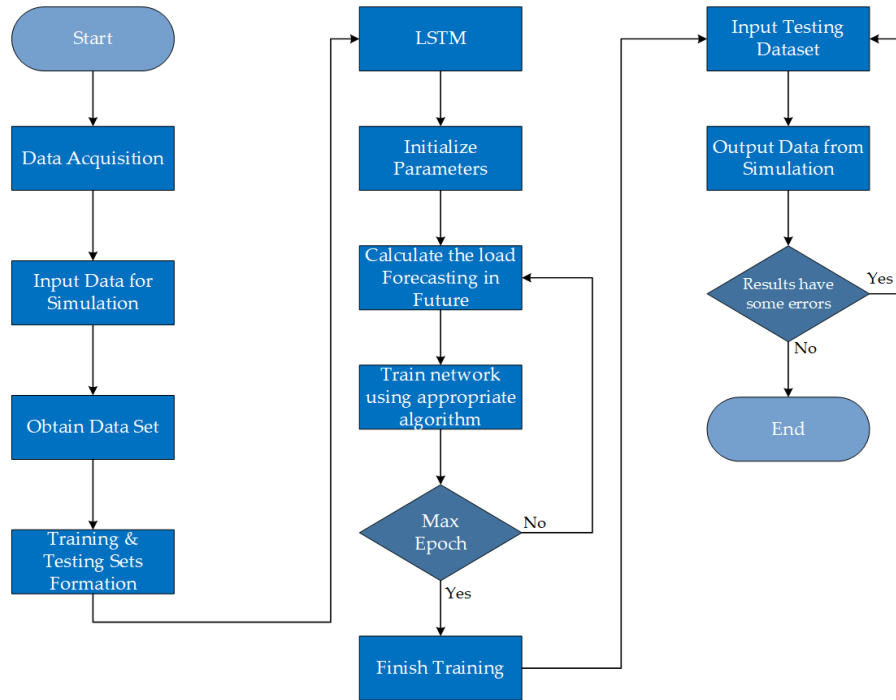 Start
Data Acquisition
Input Data for
Simulation
Obtain Data Set
Training &
Testing Sets
Formation
LSTM
Initialize
Parameters
Calculate the load
Forecasting in
Future
Train network
using appropriate
algorithm
Max
Epoch
No
Yes
Finish Training
Input Testing
Dataset
Output Data from
Simulation
Results have
some errors
Yes
No
End